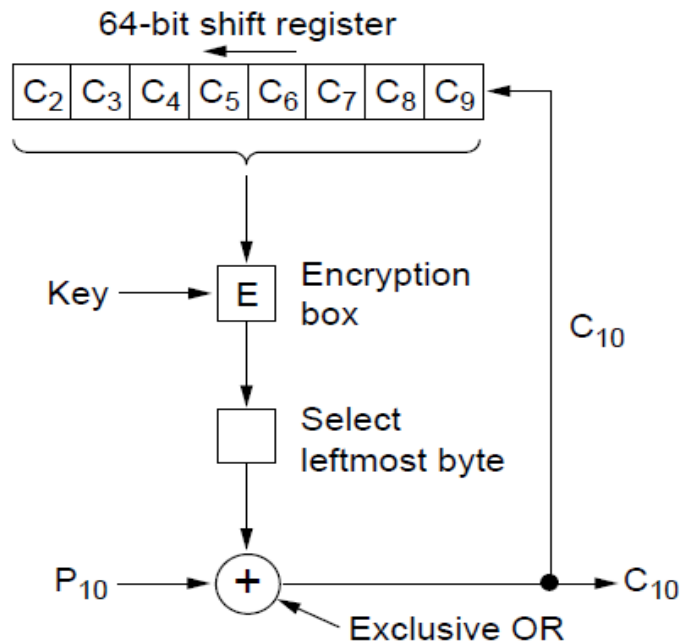 64-bit shift register
C₂ C₃ C₄ C₅ C₆ C₇ C₈ C₉
Key
E
Encryption
box
C₁₀
Select
leftmost byte
P₁₀
+
C₁₀
Exclusive OR